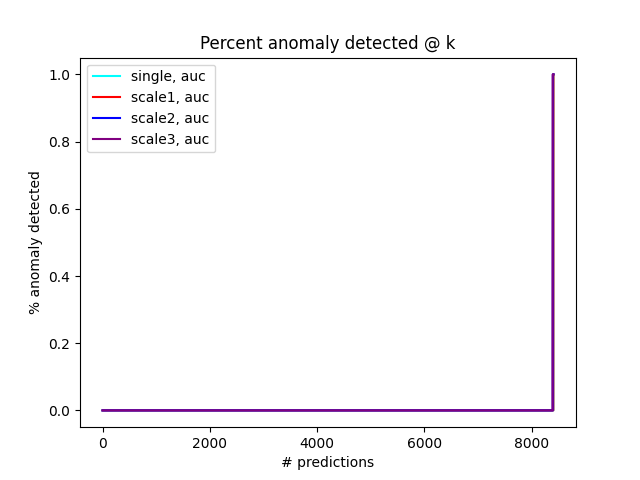 Percent anomaly detected @ k
single, auc
scale1, auc
scale2, auc
scale3, auc
1.0
0.8
0.6
0.4
0.2
0.0
% anomaly detected
0 2000 4000 6000 8000
# predictions